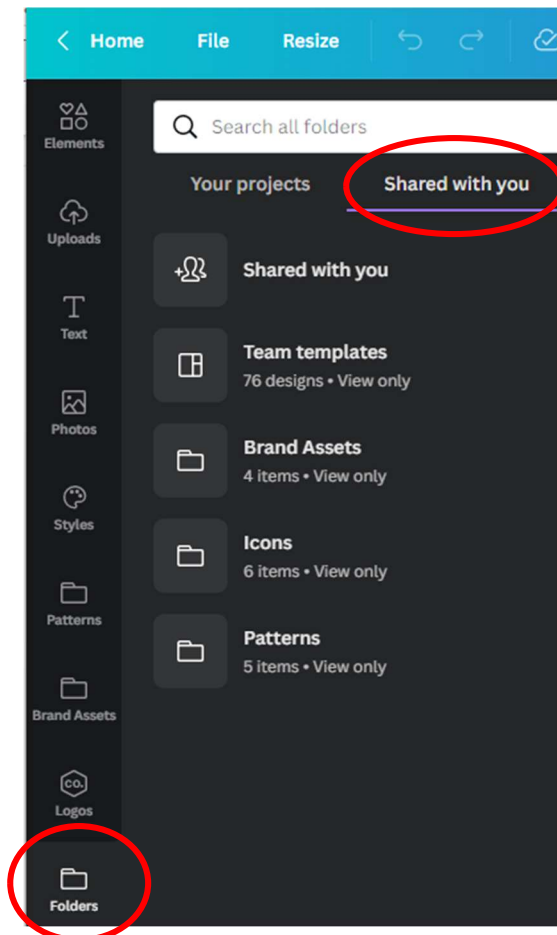 Home File Resize
Elements
Uploads
Text
Photos
Styles
Patterns
Brand Assets
CO.
Logos
Folders
Search all folders
Your projects Shared with you
Shared with you
Team templates
76 designs • View only
Brand Assets
4 items • View only
Icons
6 items • View only
Patterns
5 items • View only